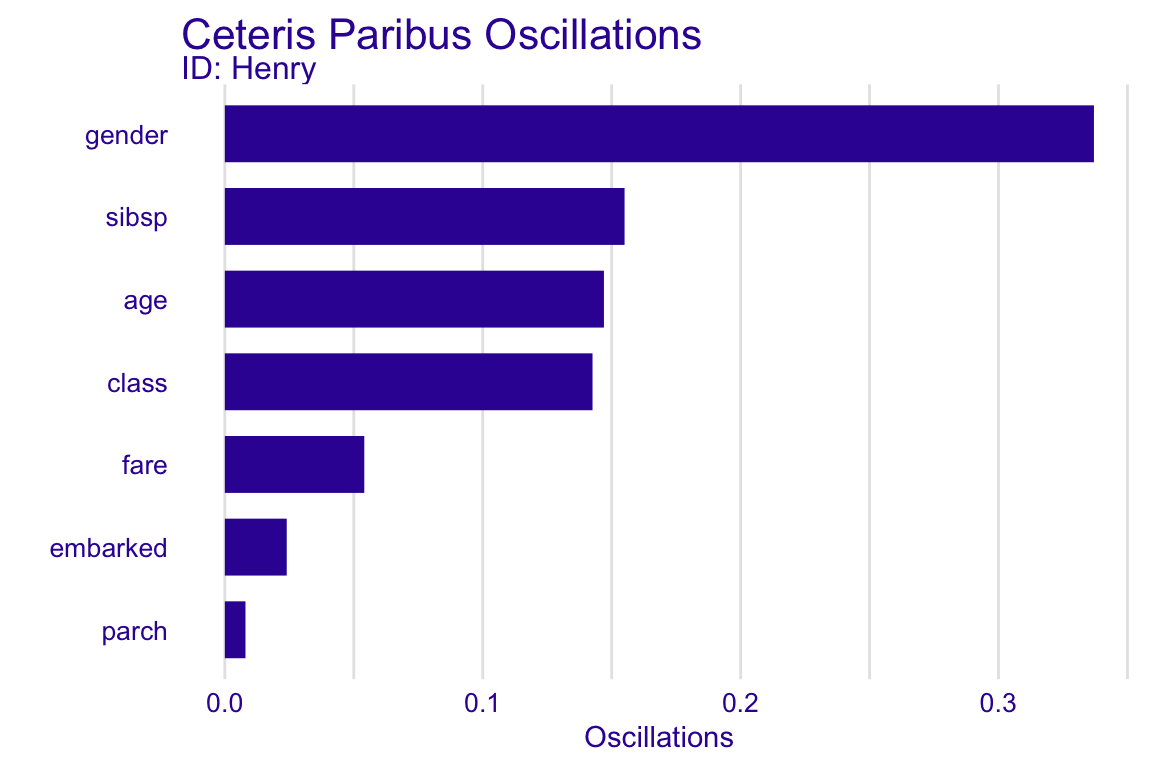 Ceteris Paribus Oscillations
ID: Henry
gender
sibsp
age
class
fare
embarked
parch
0.0 0.1 0.2 0.3
Oscillations